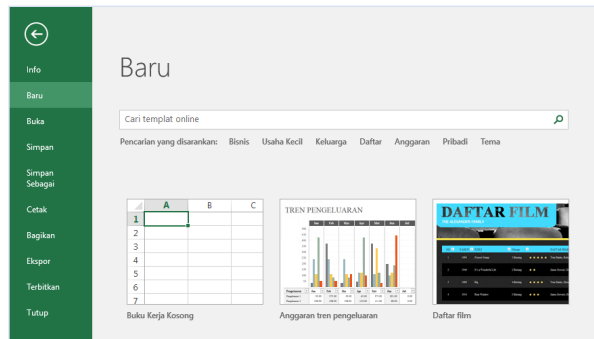 Info
Baru
Buka
Simpan
Simpan
Sebagai
Cetak
Bagikan
Ekspor
Terbitkan
Tutup
Baru
Cari templat online
Pencarian yang disarankan: Bisnis Usaha Kecil Keluarga Daftar Anggaran Pribadi Tema
A B C
1
2
3
4
5
6
7
Buku Kerja Kosong
TREN PENGELUARAN
Anggaran tren pengeluaran
DAFTAR FILM
Daftar film